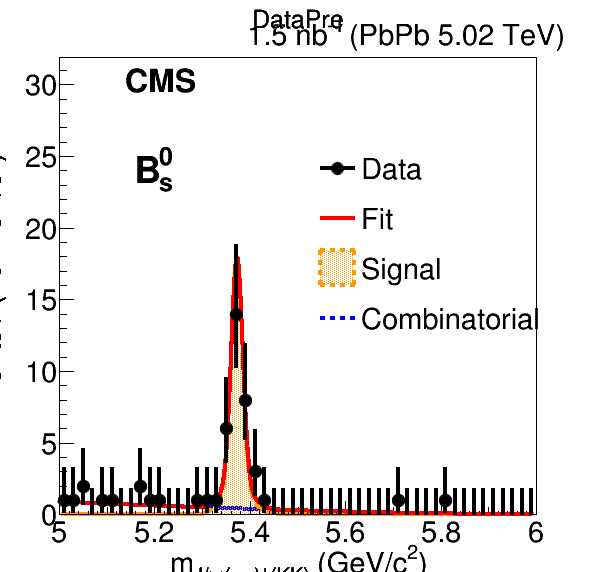 DataPre
1.5 nb⁻¹ (PbPb 5.02 TeV)
CMS
B⁰ₛ
Data
Fit
Signal
Combinatorial
30
25
20
15
10
5
0
5 5.2 5.4 5.6 5.8 6
(GeV/c²)